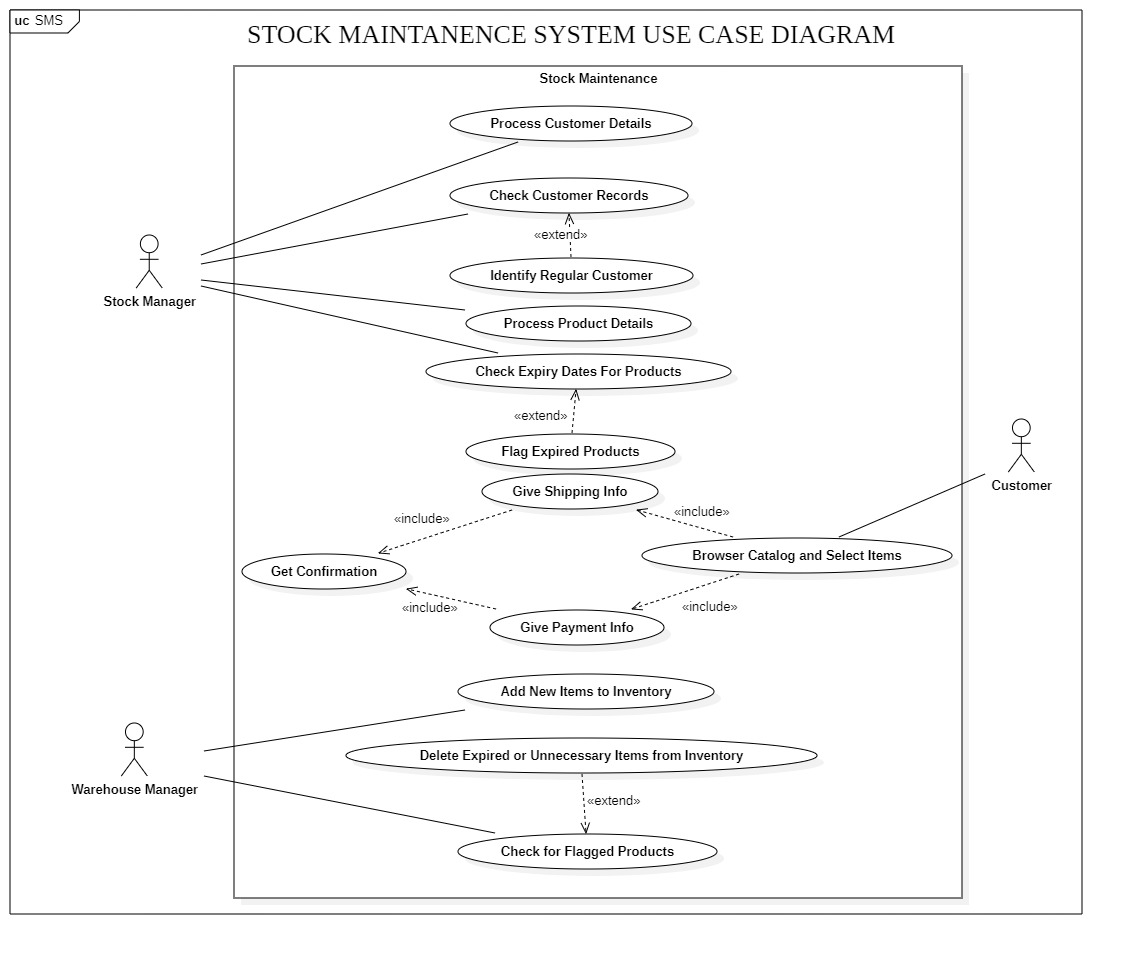 uc SMS
STOCK MAINTANENCE SYSTEM USE CASE DIAGRAM
Stock Maintenance
Process Customer Details
Check Customer Records
«extend»
Identify Regular Customer
Stock Manager
Process Product Details
Check Expiry Dates For Products
«extend»
Flag Expired Products
Customer
Give Shipping Info
«include»
«include»
Browser Catalog and Select Items
Get Confirmation
«include»
«include»
Give Payment Info
Add New Items to Inventory
Delete Expired or Unnecessary Items from Inventory
Warehouse Manager
«extend»
Check for Flagged Products